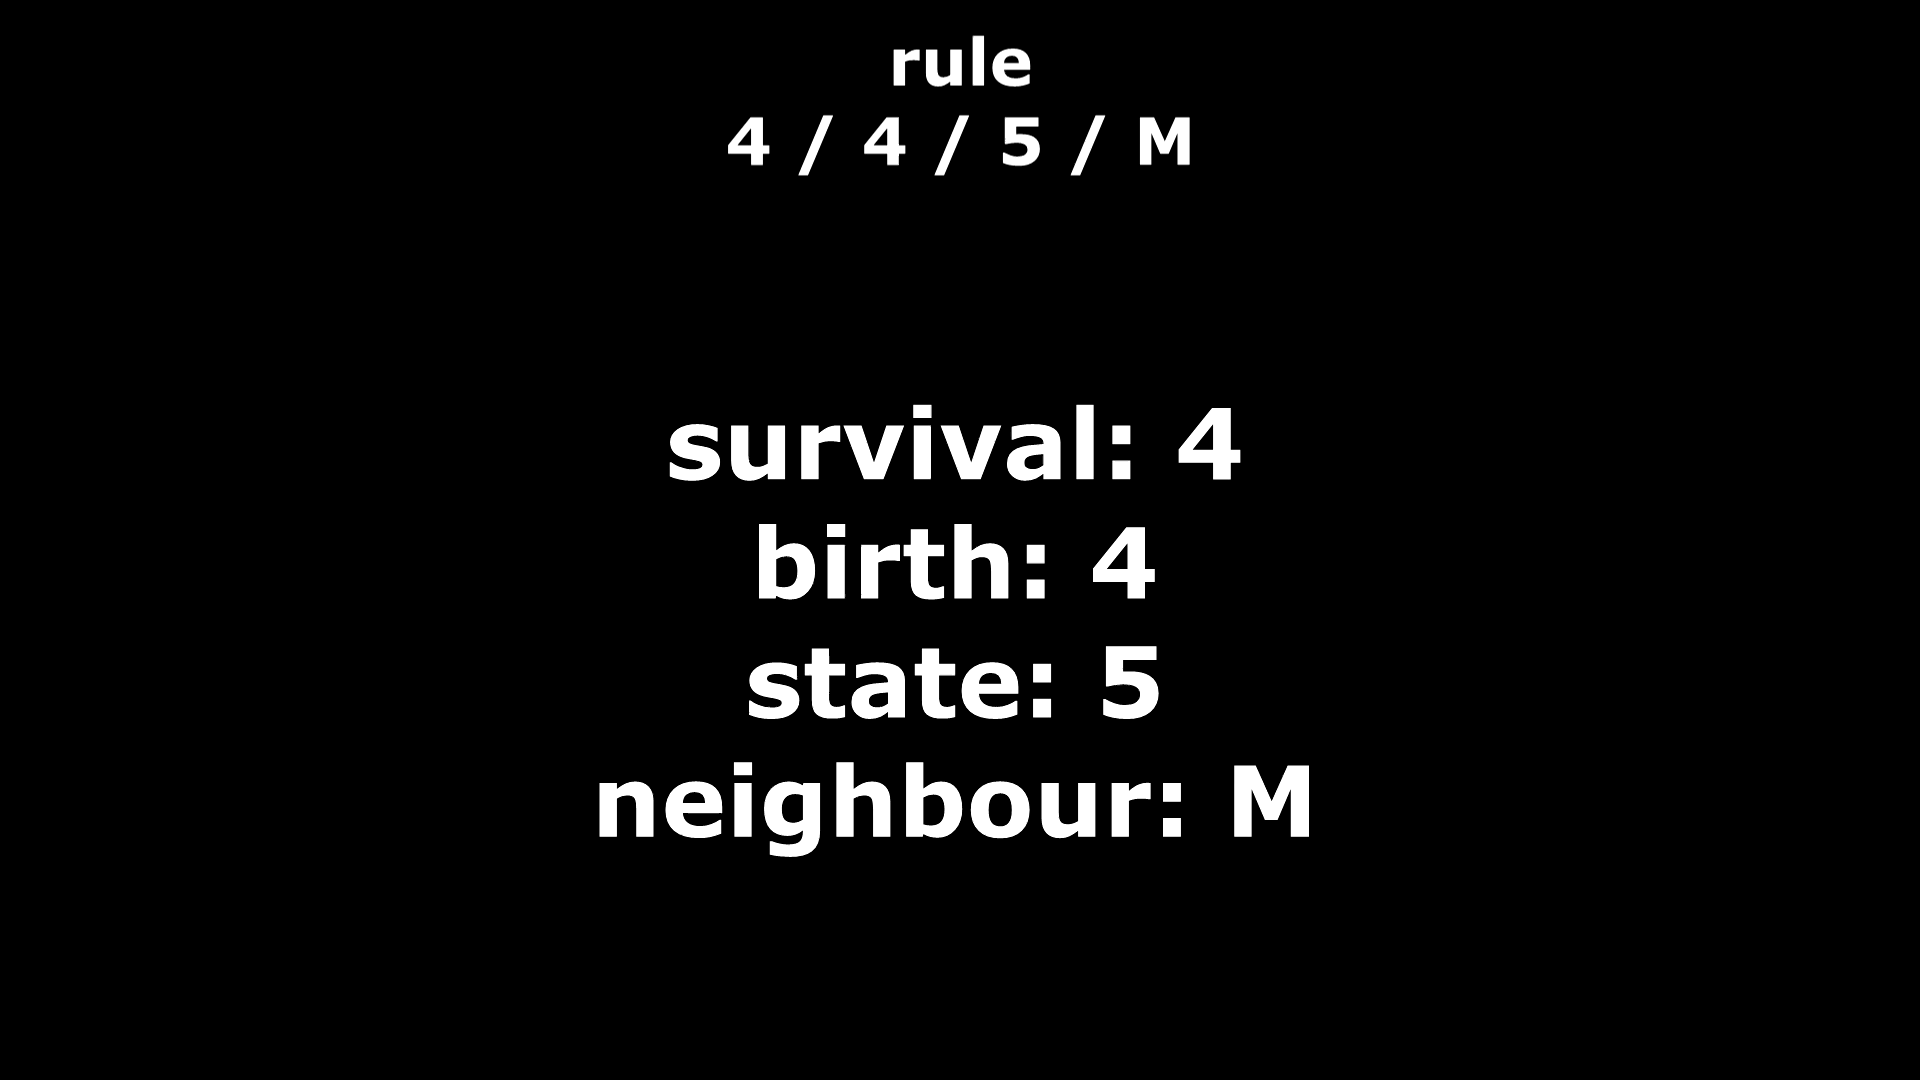 rule
4 / 4 / 5 / M
survival: 4
birth: 4
state: 5
neighbour: M